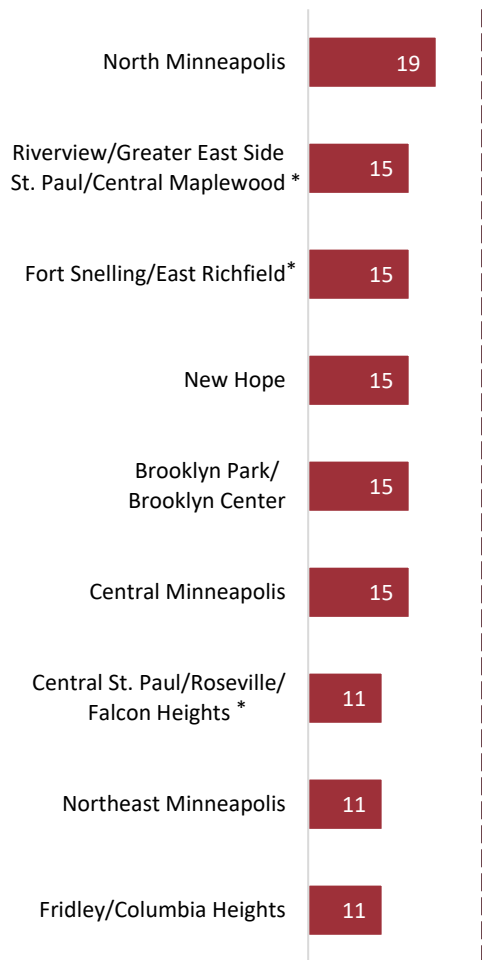 North Minneapolis 19
Riverview/Greater East Side
St. Paul/Central Maplewood * 15
Fort Snelling/East Richfield* 15
New Hope 15
Brooklyn Park/
Brooklyn Center 15
Central Minneapolis 15
Central St. Paul/Roseville/
Falcon Heights * 11
Northeast Minneapolis 11
Fridley/Columbia Heights 11